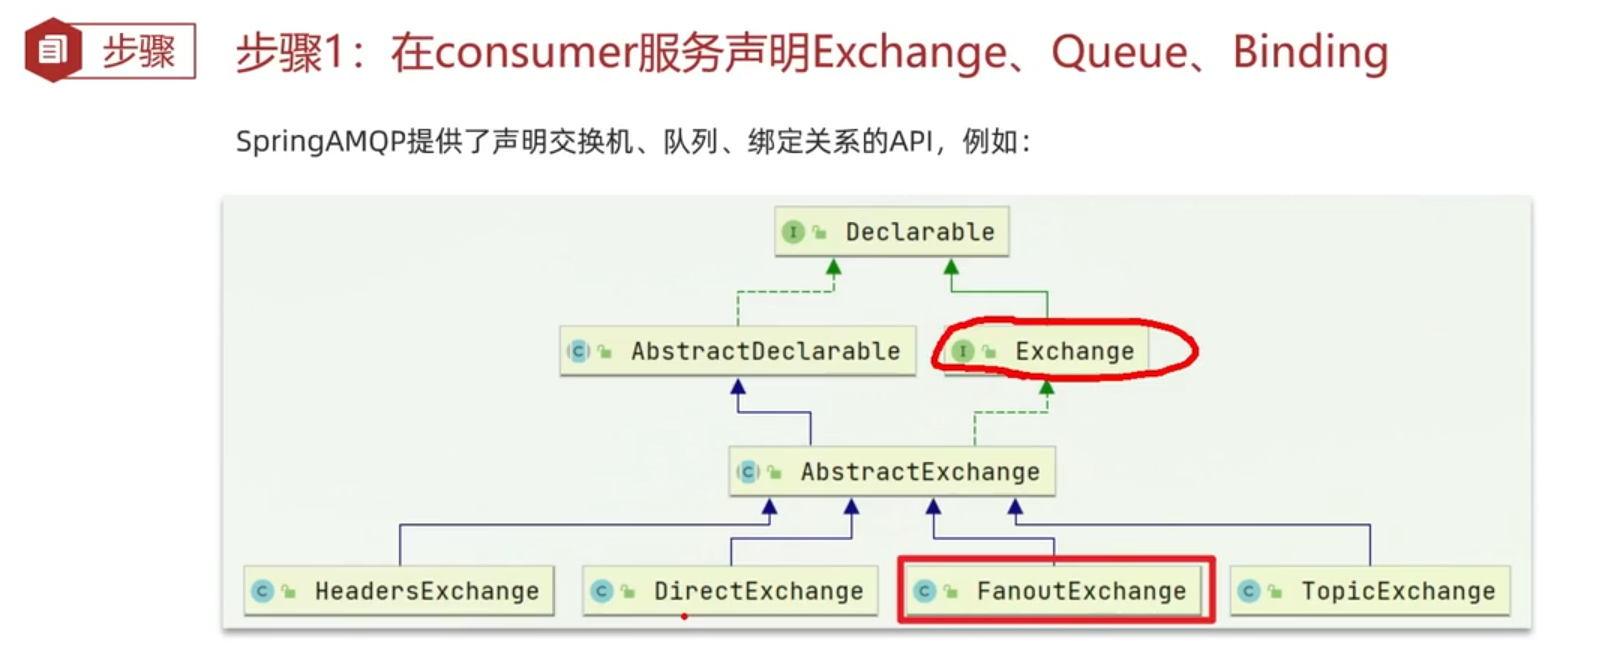 步骤 步骤1：在consumer服务声明Exchange、Queue、Binding
SpringAMQP提供了声明交换机、队列、绑定关系的API，例如：
I Declarable
C AbstractDeclarable I Exchange
C AbstractExchange
C HeadersExchange C DirectExchange C FanoutExchange C TopicExchange